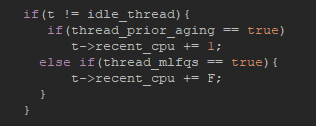 if(t != idle_thread){
if(thread_prior_aging == true)
t->recent_cpu += 1;
else if(thread_mlfqs == true){
t->recent_cpu += F;
}
}